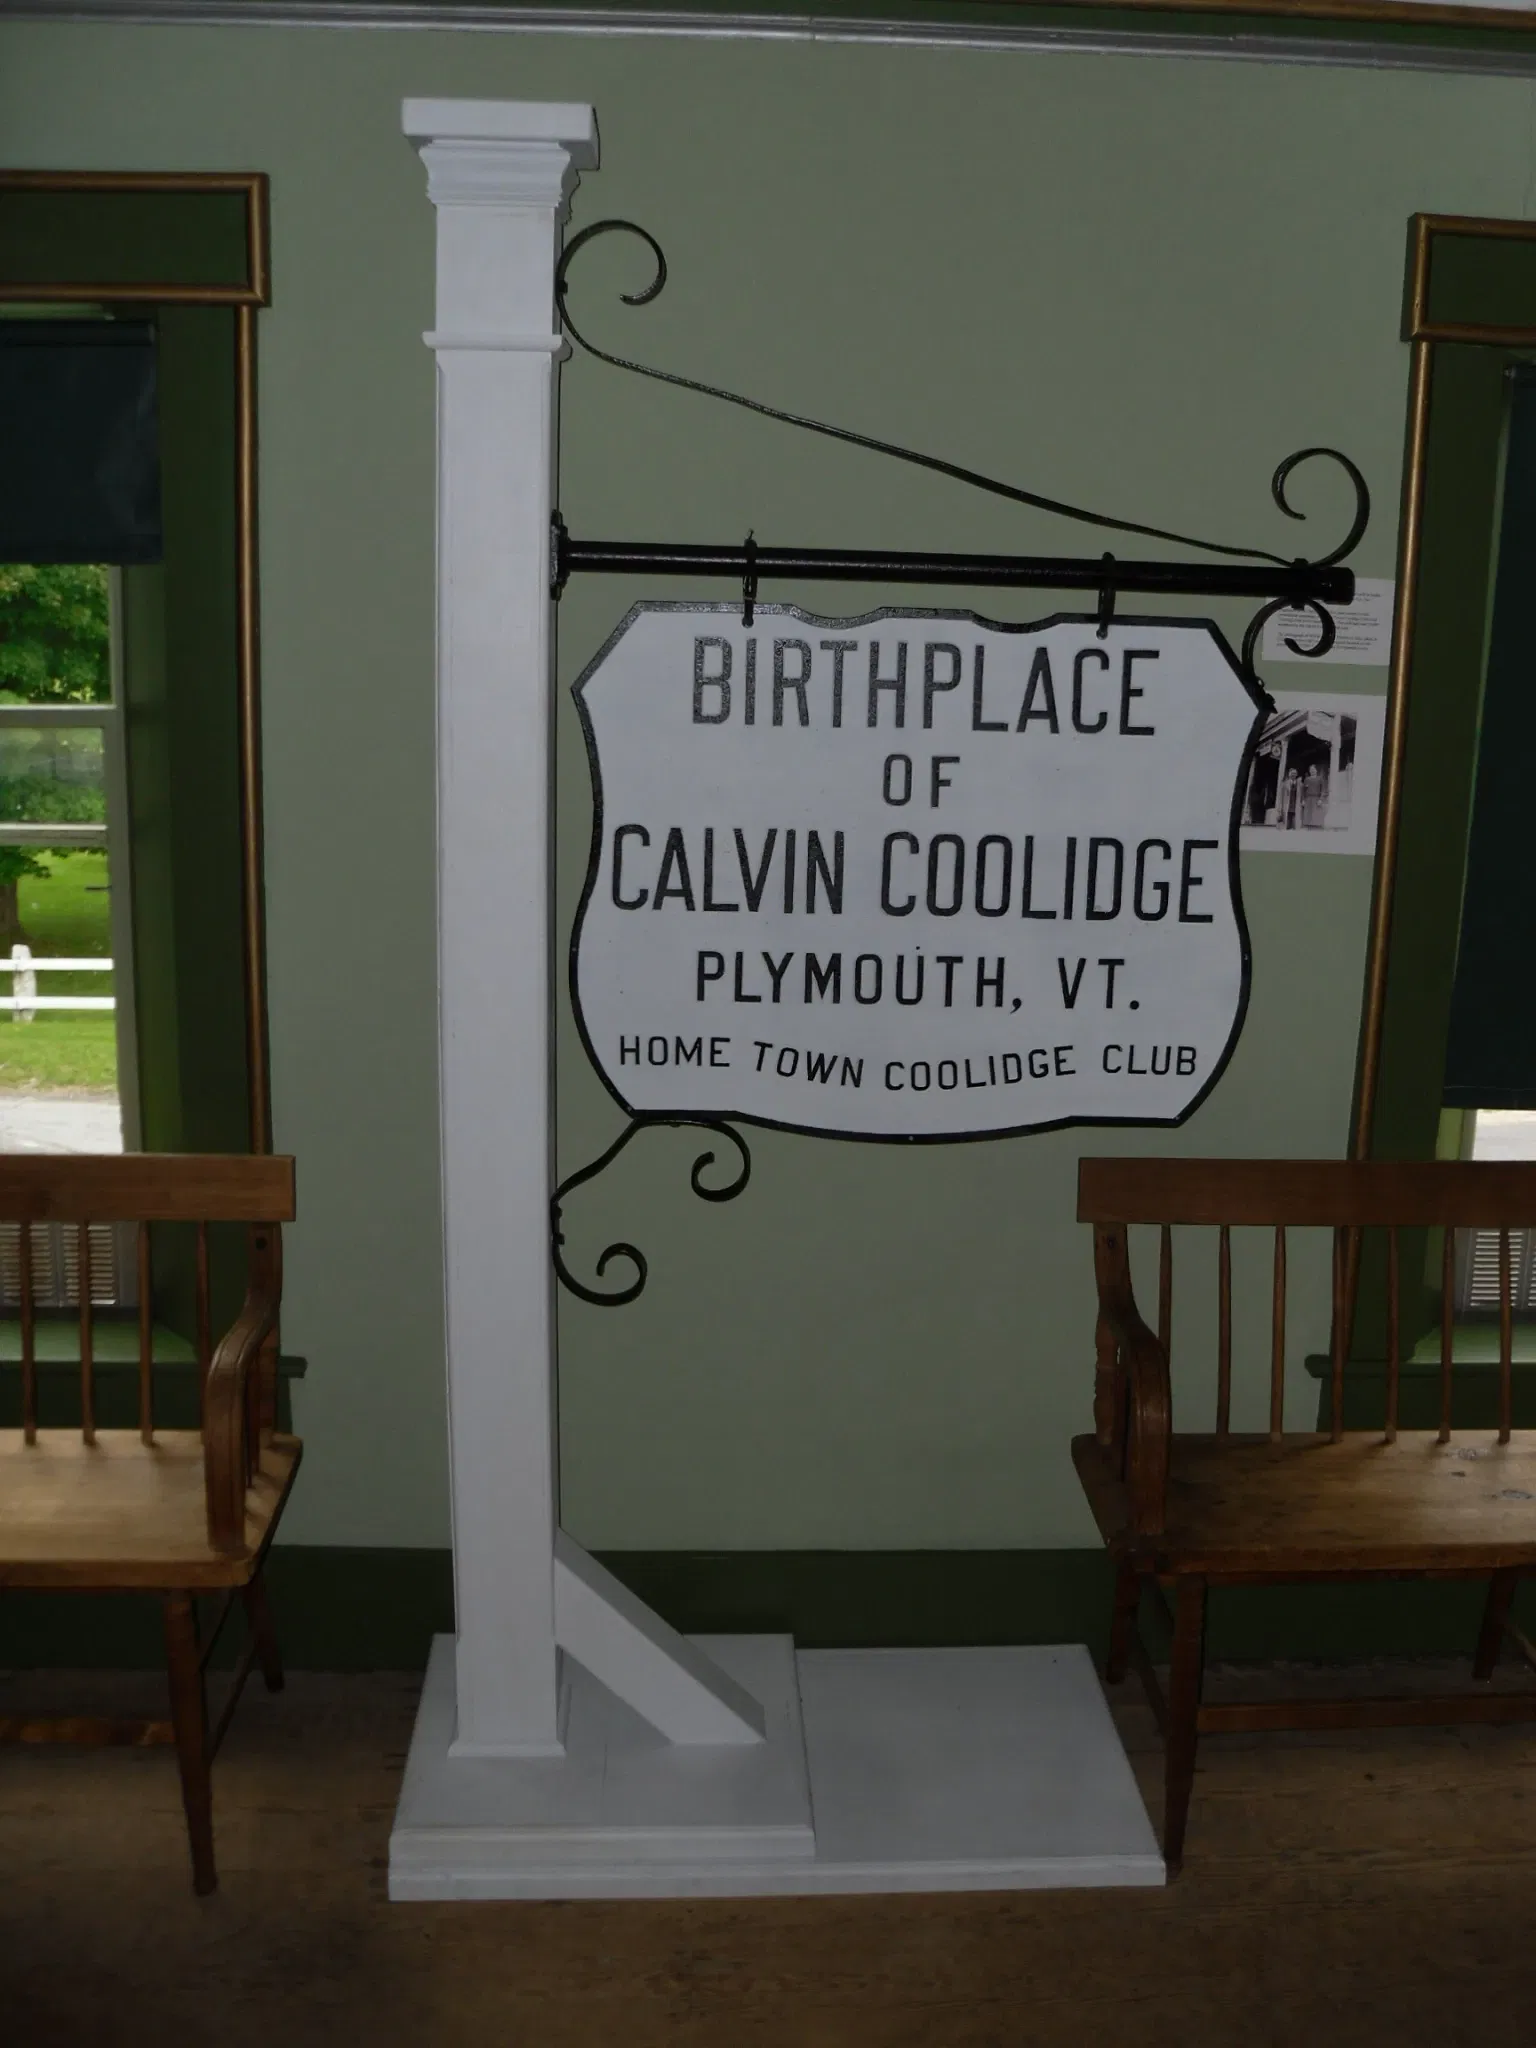 BIRTHPLACE
OF
CALVIN COOLIDGE
PLYMOUTH, VT.
HOME TOWN COOLIDGE CLUB